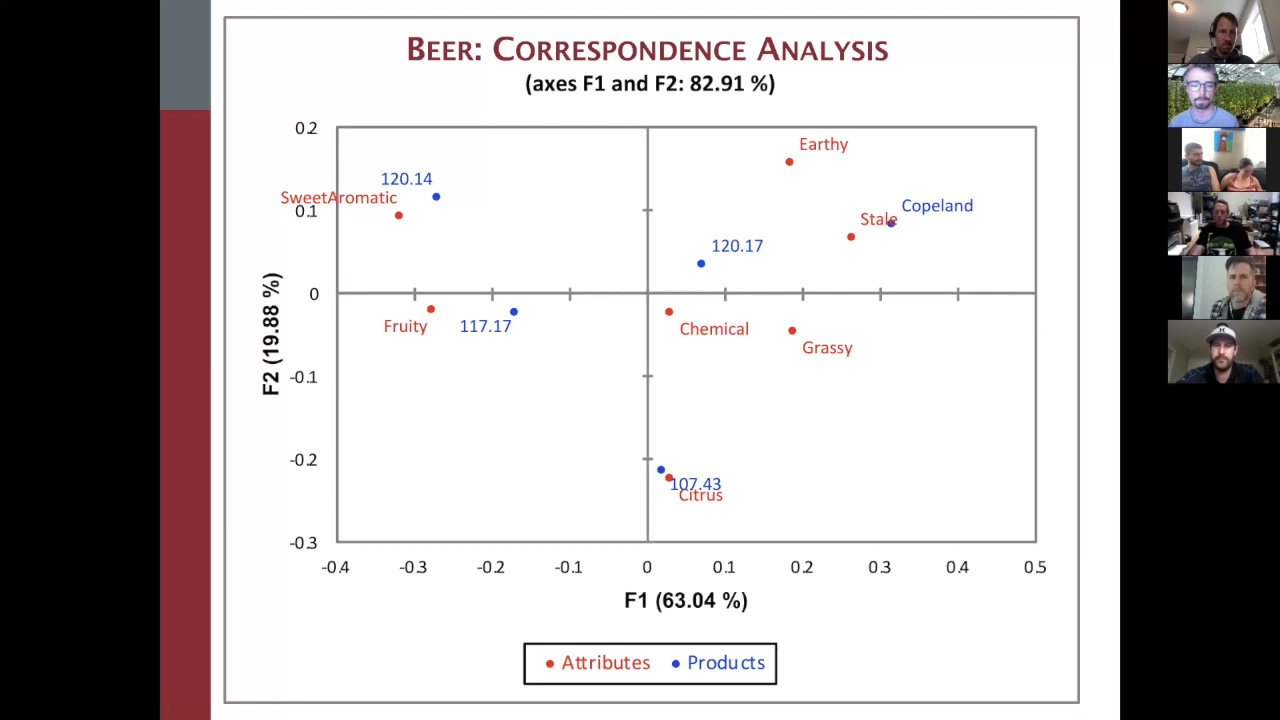 BEER: CORRESPONDENCE ANALYSIS
(axes F1 and F2: 82.91 %)
0.2
Earthy
120.14
SweetAromatic
Copeland
0.1
Stale
120.17
0
Fruity
117.17
Chemical
Grassy
F2 (19.88 %)
-0.1
-0.2
107.43
Citrus
-0.3
-0.4 -0.3 -0.2 -0.1 0 0.1 0.2 0.3 0.4 0.5
F1 (63.04 %)
Attributes Products